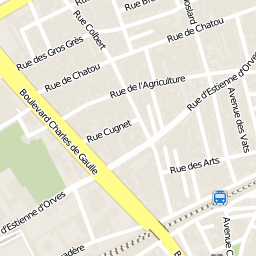 Rue Br
Rue Colbert
Rue de Chatou
Rue des Gros Grès
Rue de Chatou
Rue de l'Agriculture
Rue d'Estienne d'Orves
Boulevard Charles de Gaulle
Avenue des Vats
Rue Cugnet
Rue des Arts
d'Estienne d'Orves
Avenue C
B